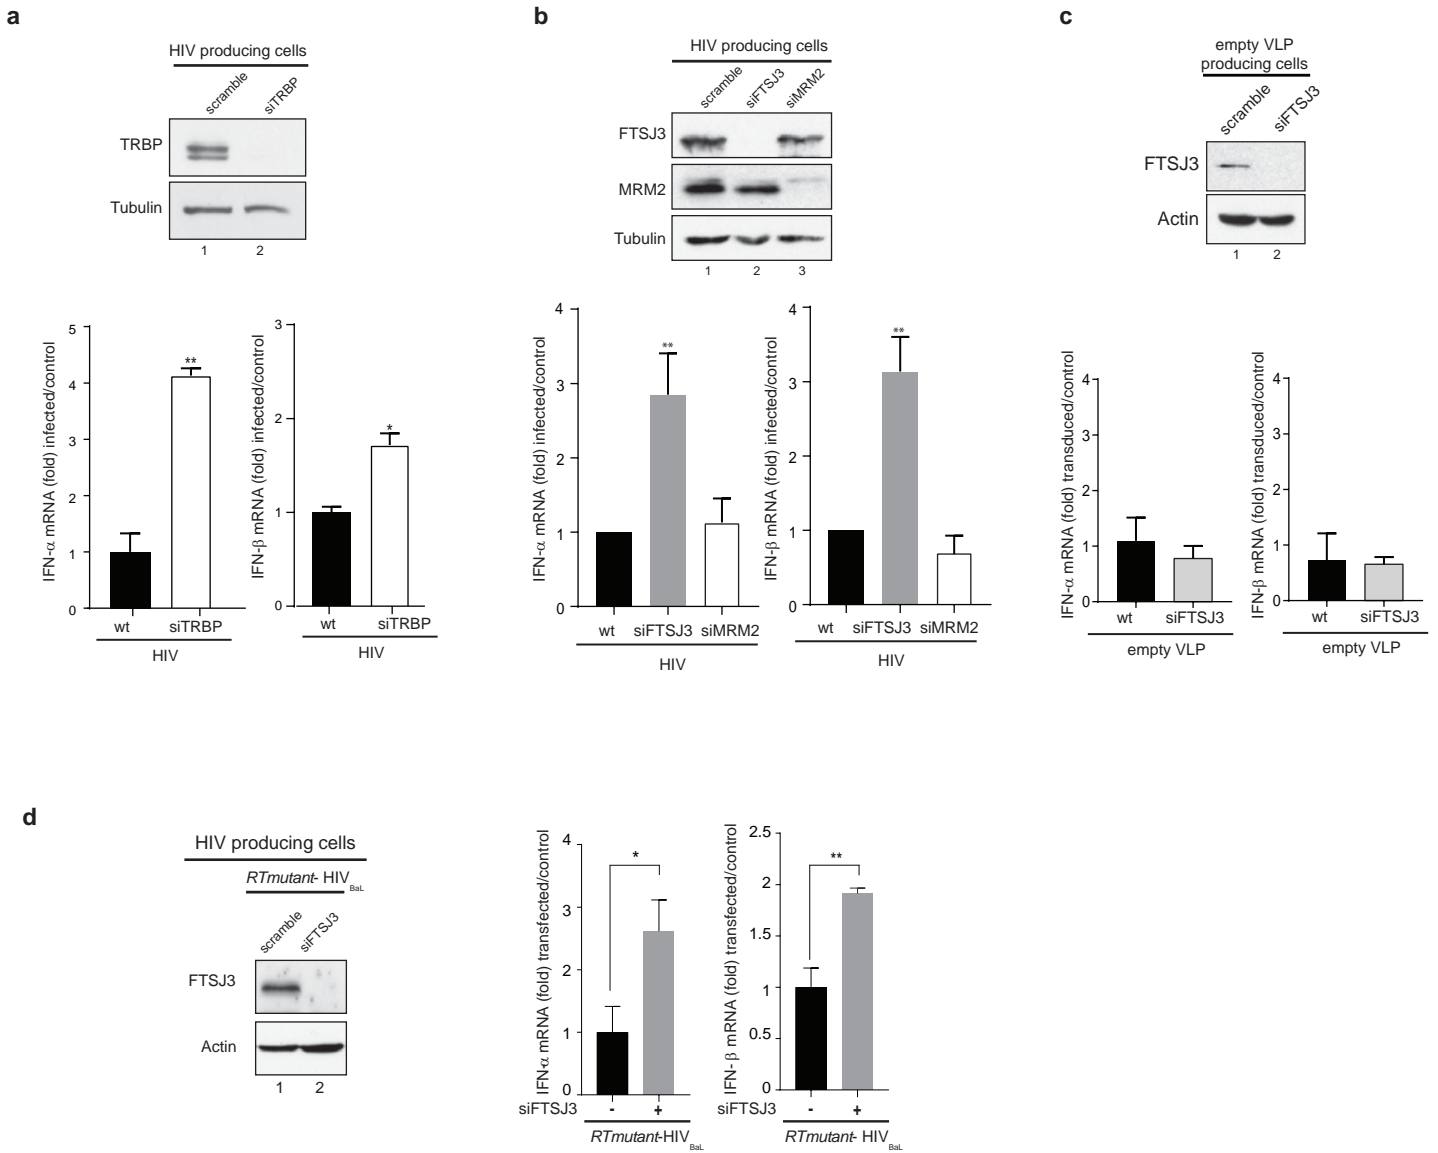 a
HIV producing cells
scramble
siTRBP
TRBP
Tubulin
1 2
IFN-α mRNA (fold) infected/control
5
4
3
2
1
0
**
wt siTRBP
HIV
IFN-β mRNA (fold) infected/control
3
2
1
0
*
wt siTRBP
HIV
b
HIV producing cells
scramble
siFTSJ3
siMRM2
FTSJ3
MRM2
Tubulin
1 2 3
IFN-α mRNA (fold) infected/control
4
3
2
1
0
**
wt siFTSJ3 siMRM2
HIV
IFN-β mRNA (fold) infected/control
4
3
2
1
0
**
wt siFTSJ3 siMRM2
HIV
c
empty VLP
producing cells
scramble
siFTSJ3
FTSJ3
Actin
1 2
IFN-α mRNA (fold) transduced/control
4
3
2
1
0
wt siFTSJ3
empty VLP
IFN-β mRNA (fold) transduced/control
4
3
2
1
0
wt siFTSJ3
empty VLP
d
HIV producing cells
RTmutant- HIV BaL
scramble
siFTSJ3
FTSJ3
Actin
1 2
IFN-α mRNA (fold) transfected/control
4
3
2
1
0
*
siFTSJ3 - +
RTmutant-HIV BaL
IFN- β mRNA (fold) transfected/control
2.5
2
1.5
1
0.5
0
**
siFTSJ3 - +
RTmutant- HIV BaL